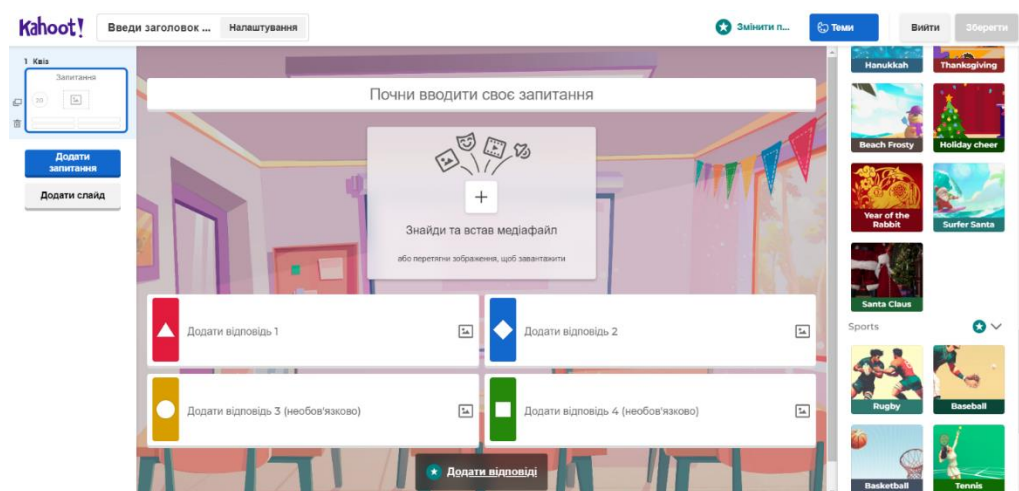 Kahoot!
Введи заголовок ...
Налаштування
Змінити п...
Теми
Вийти
Зберегти
1 Квіз
Запитання
Додати
запитання
Додати слайд
Почни вводити своє запитання
Знайди та встав медіафайл
або перетягни зображення, щоб завантажити
Додати відповідь 1
Додати відповідь 2
Додати відповідь 3 (необов'язково)
Додати відповідь 4 (необов'язково)
Додати відповіді
Hanukkah
Thanksgiving
Beach Frosty
Holiday cheer
Year of the
Rabbit
Surfer Santa
Santa Claus
Sports
Rugby
Baseball
Basketball
Tennis